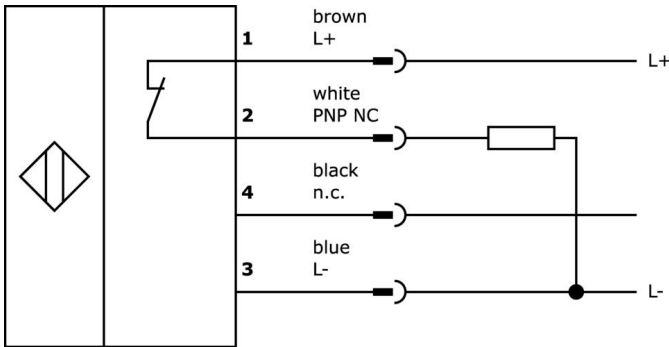 brown
1 L+
L+
white
2 PNP NC
black
4 n.c.
blue
3 L-
L-